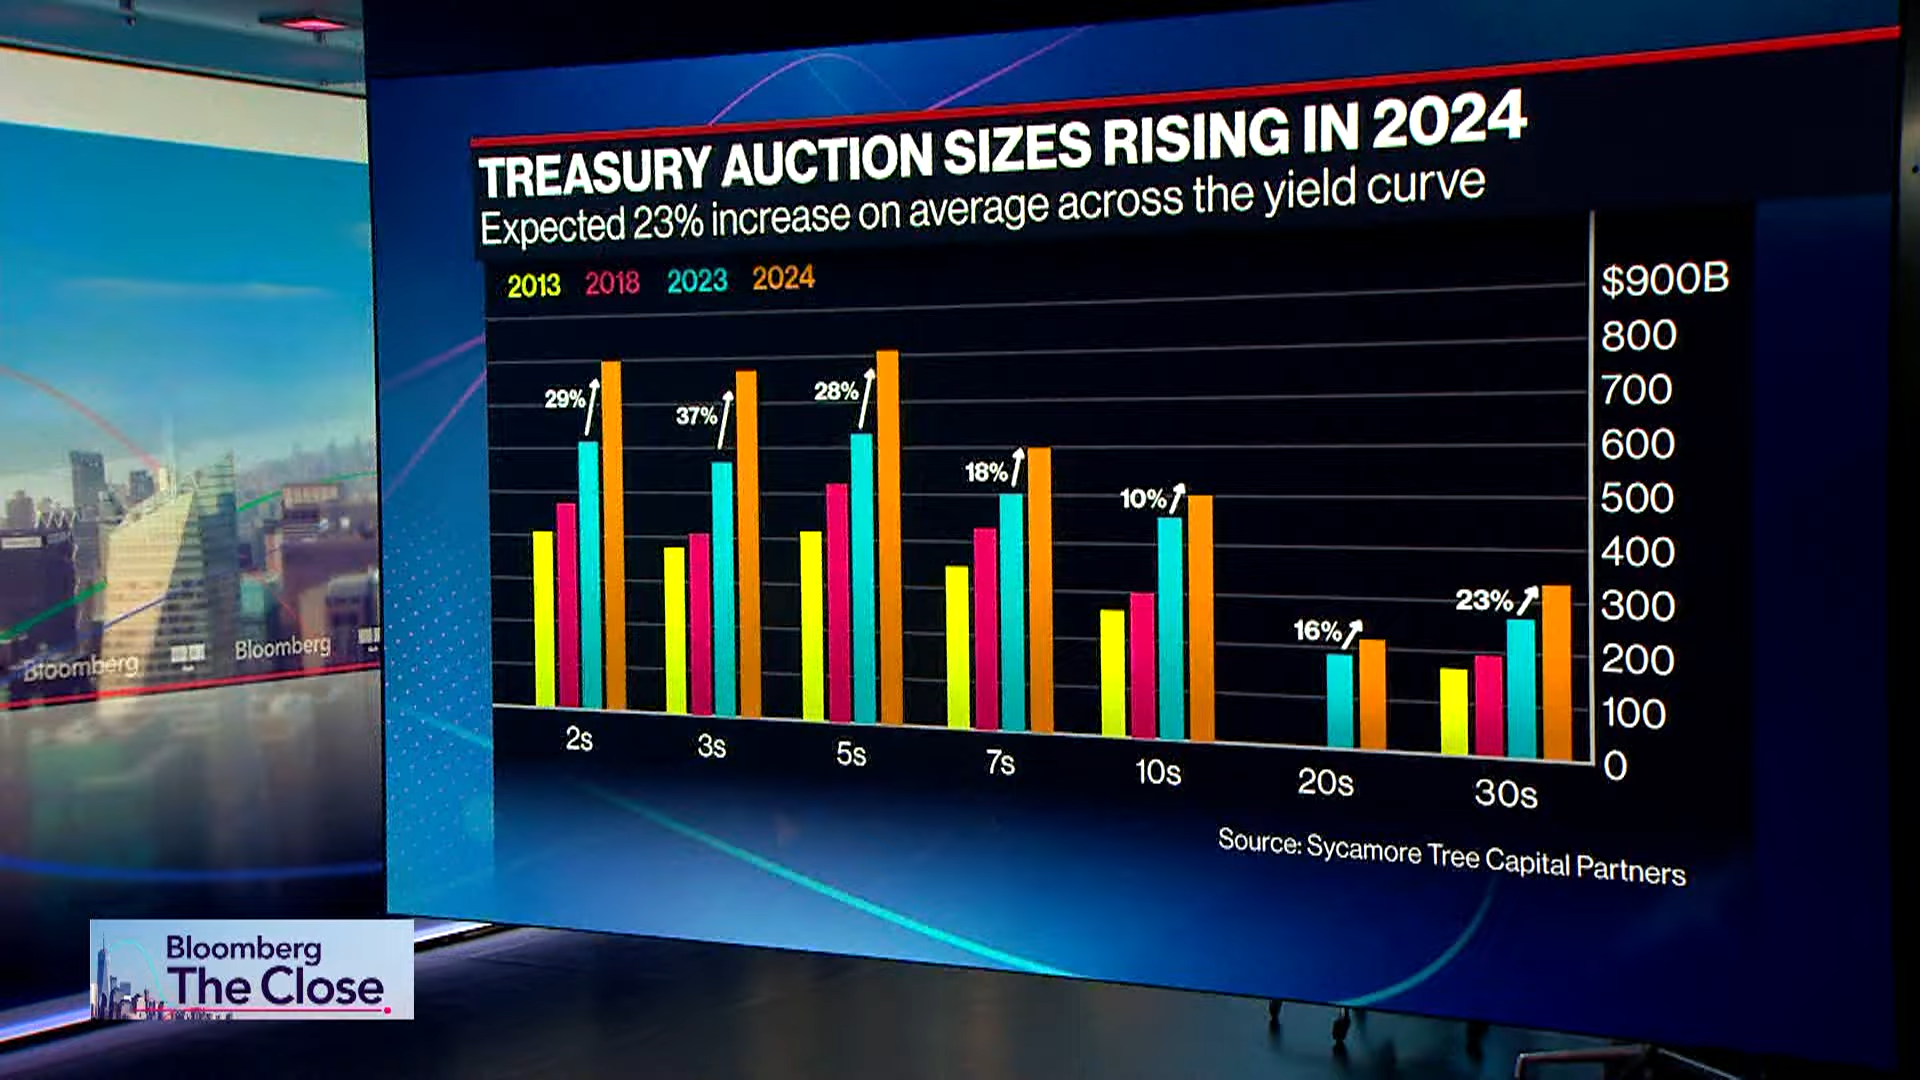 TREASURY AUCTION SIZES RISING IN 2024
Expected 23% increase on average across the yield curve
2013 2018 2023 2024
$900B
800
700
600
500
400
300
200
100
0
29%
37%
28%
18%
10%
16%
23%
2s 3s 5s 7s 10s 20s 30s
Source: Sycamore Tree Capital Partners
Bloomberg
Bloomberg
Bloomberg
The Close